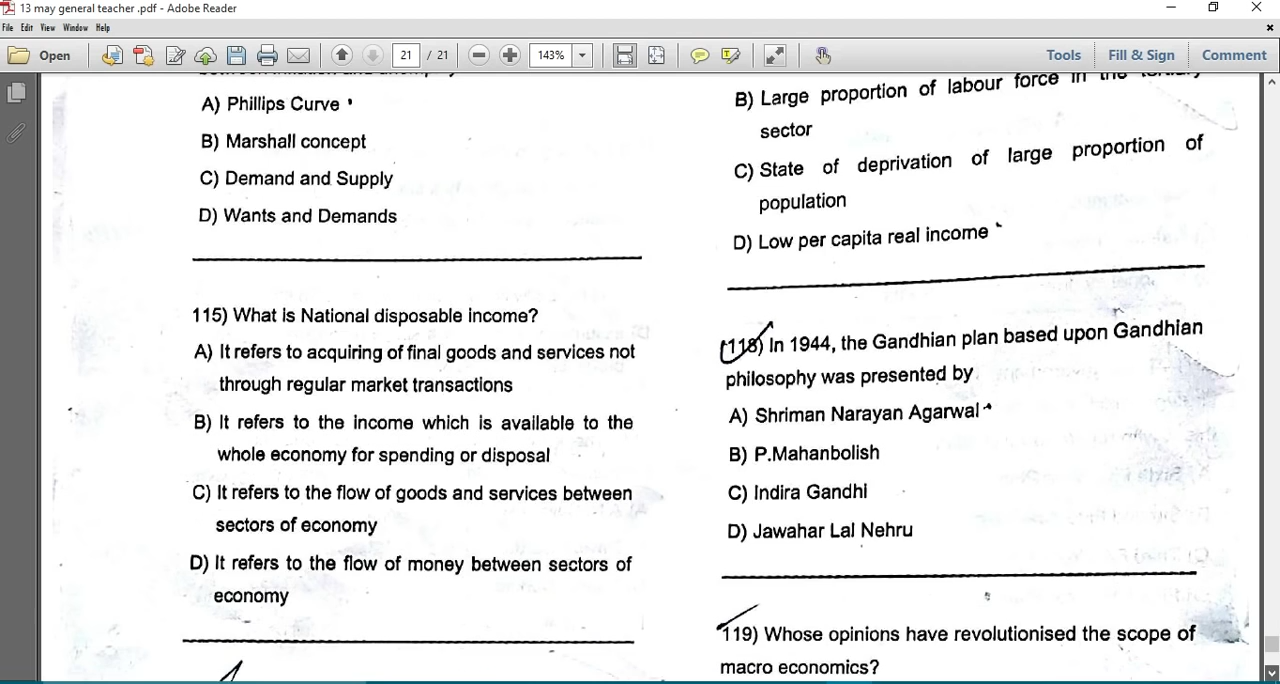 13 may general teacher .pdf - Adobe Reader
File Edit View Window Help
Open 21 / 21 143% Tools Fill & Sign Comment
A) Phillips Curve
B) Marshall concept
C) Demand and Supply
D) Wants and Demands
115) What is National disposable income?
A) It refers to acquiring of final goods and services not
through regular market transactions
B) It refers to the income which is available to the
whole economy for spending or disposal
C) It refers to the flow of goods and services between
sectors of economy
D) It refers to the flow of money between sectors of
economy
B) Large proportion of labour force in the tertiary
sector
C) State of deprivation of large proportion of
population
D) Low per capita real income
118) In 1944, the Gandhian plan based upon Gandhian
philosophy was presented by
A) Shriman Narayan Agarwal
B) P.Mahanbolish
C) Indira Gandhi
D) Jawahar Lal Nehru
119) Whose opinions have revolutionised the scope of
macro economics?